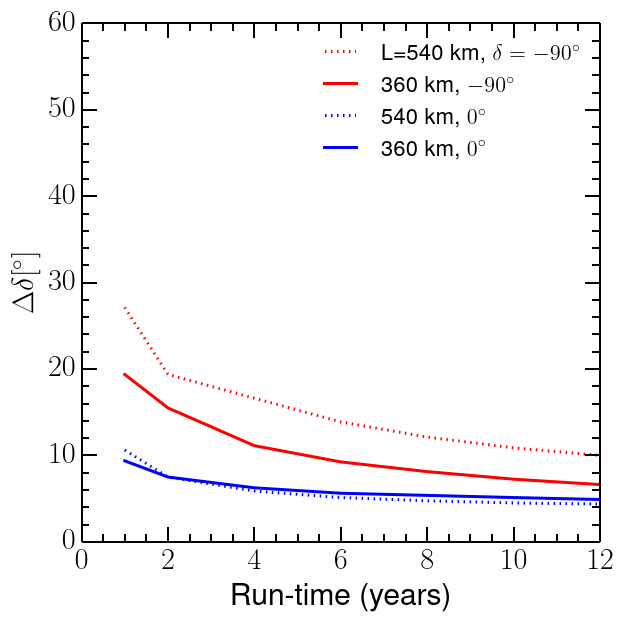 60
50
40
30
20
10
0
Δδ[°]
L=540 km, δ = −90°
360 km, −90°
540 km, 0°
360 km, 0°
0 2 4 6 8 10 12
Run-time (years)